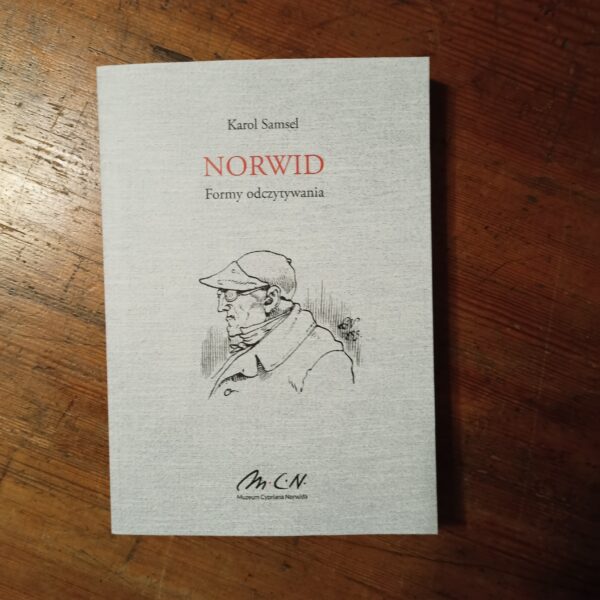 Karol Samsel
NORWID
Formy odczytywania
M. C. N.
Muzeum Cypriana Norwida